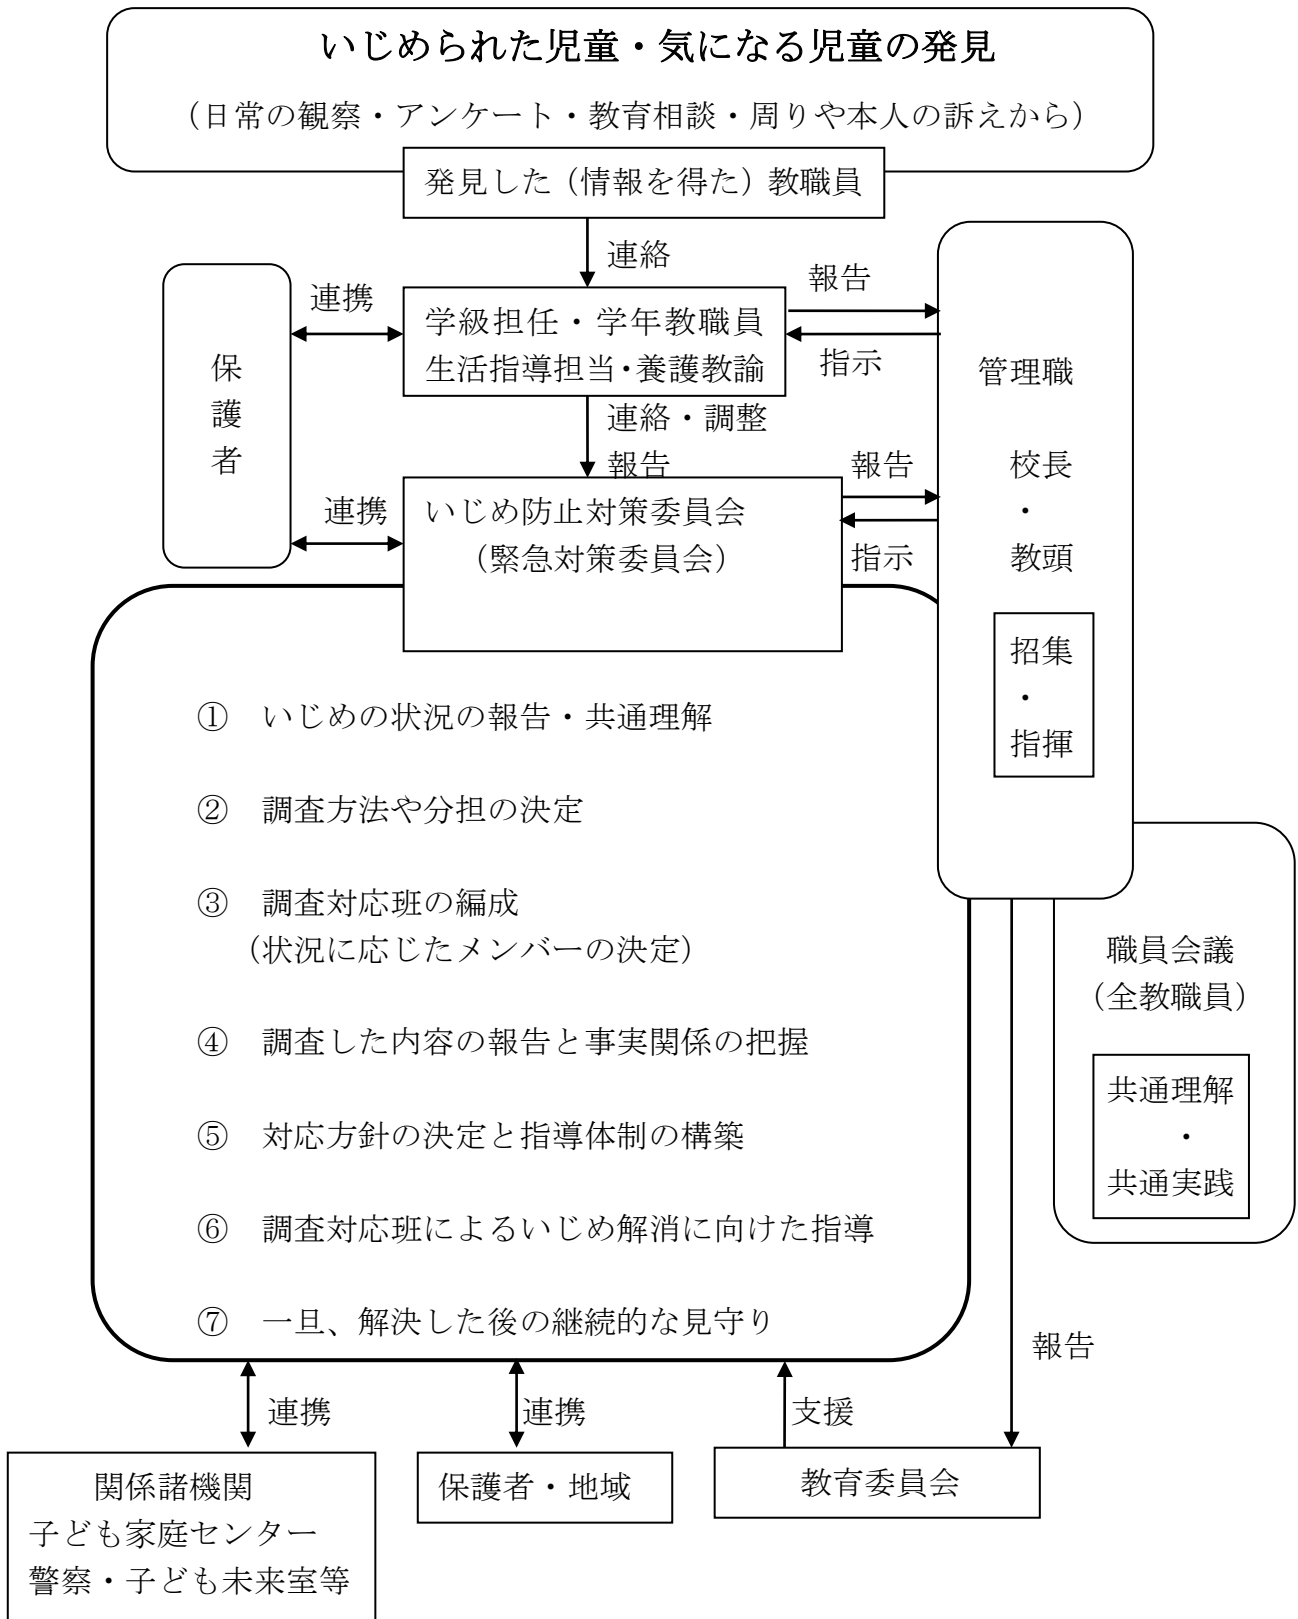 いじめられた児童・気になる児童の発見
（日常の観察・アンケート・教育相談・周りや本人の訴えから）
発見した（情報を得た）教職員
連絡
報告
連携
学級担任・学年教職員
生活指導担当・養護教諭
指示
保
護
者
管理職
校長
・
教頭
招集
・
指揮
連絡・調整
報告
報告
連携
いじめ防止対策委員会
（緊急対策委員会）
指示
①　いじめの状況の報告・共通理解
②　調査方法や分担の決定
③　調査対応班の編成
（状況に応じたメンバーの決定）
④　調査した内容の報告と事実関係の把握
⑤　対応方針の決定と指導体制の構築
⑥　調査対応班によるいじめ解消に向けた指導
⑦　一旦、解決した後の継続的な見守り
職員会議
（全教職員）
共通理解
・
共通実践
報告
連携
連携
支援
関係諸機関
子ども家庭センター
警察・子ども未来室等
保護者・地域
教育委員会